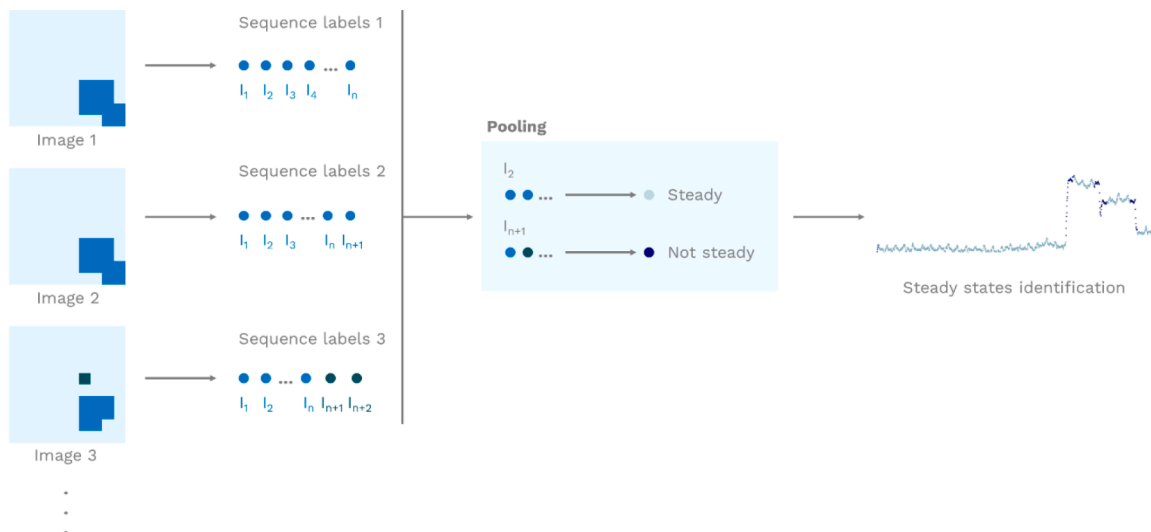 Sequence labels 1
l₁ l₂ l₃ l₄ ... lₙ
Image 1
Sequence labels 2
l₁ l₂ l₃ ... lₙ lₙ₊₁
Image 2
Sequence labels 3
l₁ l₂ ... lₙ lₙ₊₁ lₙ₊₂
Image 3
Pooling
l₂
... Steady
lₙ₊₁
... Not steady
Steady states identification